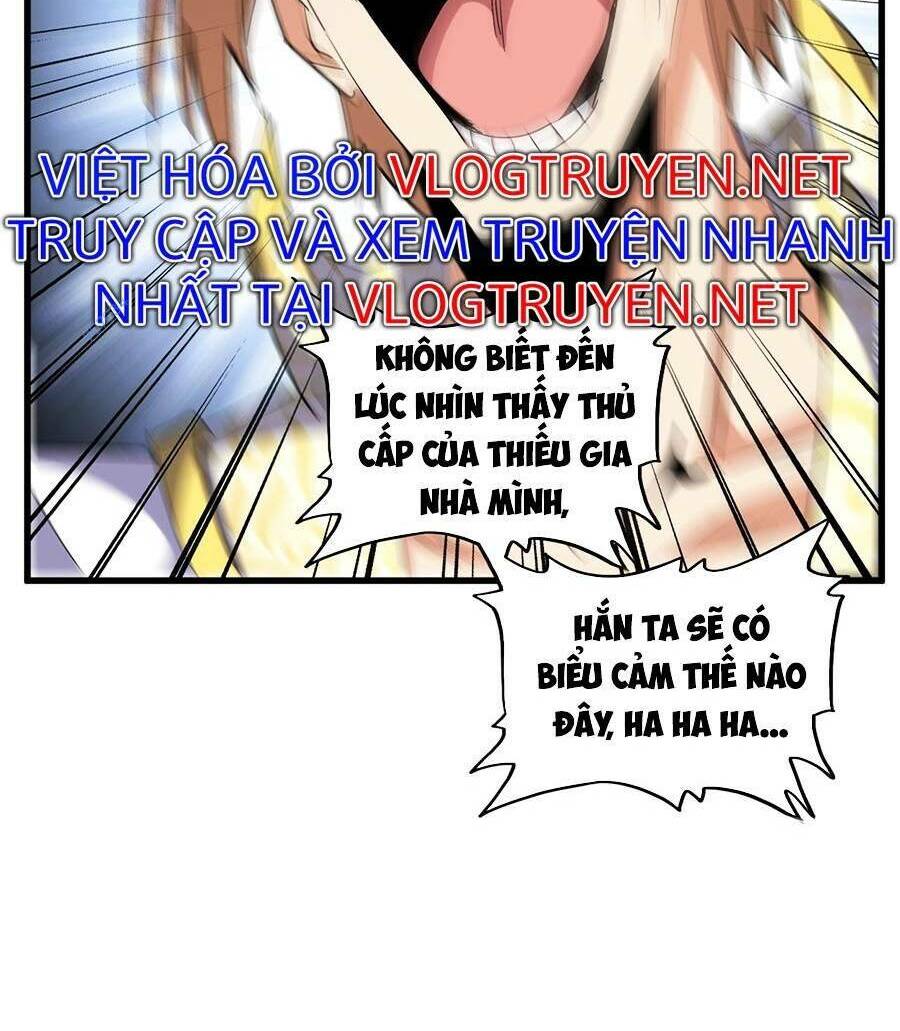 VIỆT HÓA BỞI VLOGTRUYEN.NET
TRUY CẬP VÀ XEM TRUYỆN NHANH
NHẤT TẠI VLOGTRUYEN.NET
KHÔNG BIẾT ĐẾN
LÚC NHÌN THẤY THỦ
CẤP CỦA THIẾU GIA
NHÀ MÌNH,
HẮN TA SẼ CÓ
BIỂU CẢM THẾ NÀO
ĐÂY, HA HA HA...